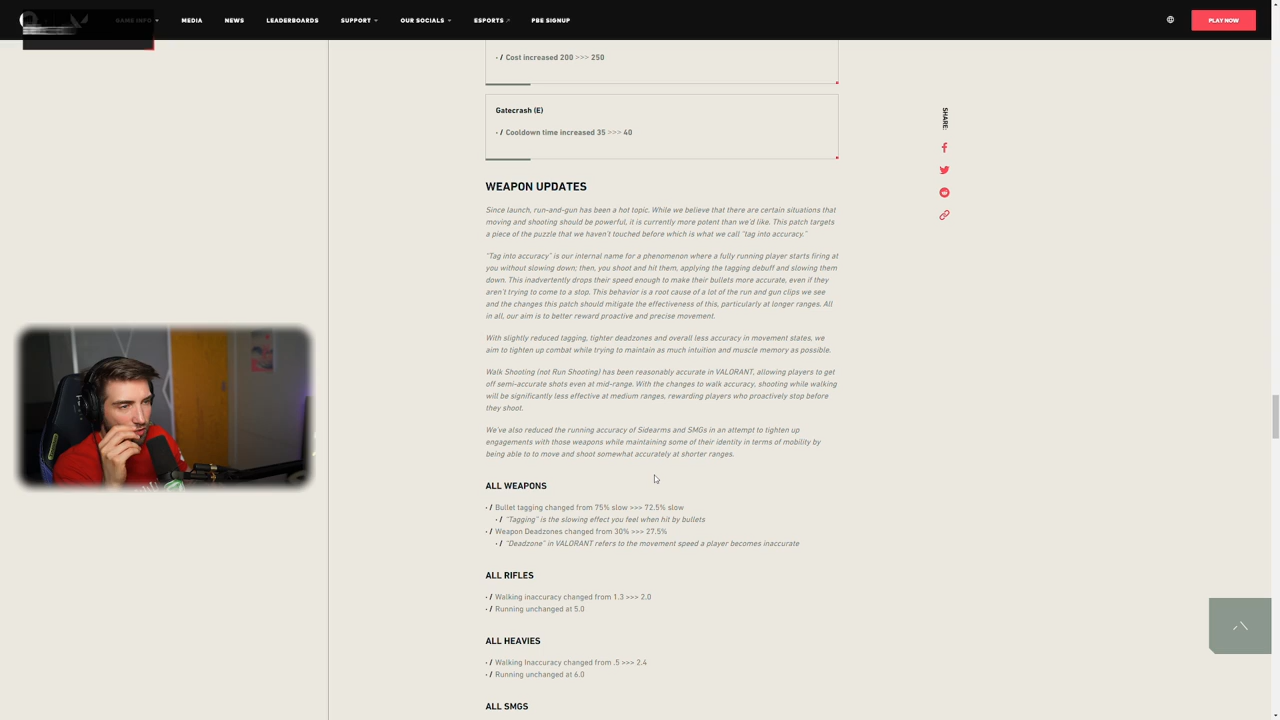 GAME INFO
MEDIA
NEWS
LEADERBOARDS
SUPPORT
OUR SOCIALS
ESPORTS
PBE SIGNUP
PLAY NOW
• / Cost increased 200 >>> 250
Gatecrash (E)
• / Cooldown time increased 35 >>> 40
SHARE:
WEAPON UPDATES
Since launch, run-and-gun has been a hot topic. While we believe that there are certain situations that
moving and shooting should be powerful, it is currently more potent than we'd like. This patch targets
a piece of the puzzle that we haven't touched before which is what we call "tag into accuracy."
"Tag into accuracy" is our internal name for a phenomenon where a fully running player starts firing at
you without slowing down; then, you shoot and hit them, applying the tagging debuff and slowing them
down. This inadvertently drops their speed enough to make their bullets more accurate, even if they
aren't trying to come to a stop. This behavior is a root cause of a lot of the run and gun clips we see
and the changes this patch should mitigate the effectiveness of this, particularly at longer ranges. All
in all, our aim is to better reward proactive and precise movement.
With slightly reduced tagging, tighter deadzones and overall less accuracy in movement states, we
aim to tighten up combat while trying to maintain as much intuition and muscle memory as possible.
Walk Shooting (not Run Shooting) has been reasonably accurate in VALORANT, allowing players to get
off semi-accurate shots even at mid-range. With the changes to walk accuracy, shooting while walking
will be significantly less effective at medium ranges, rewarding players who proactively stop before
they shoot.
We've also reduced the running accuracy of Sidearms and SMGs in an attempt to tighten up
engagements with those weapons while maintaining some of their identity in terms of mobility by
being able to to move and shoot somewhat accurately at shorter ranges.
ALL WEAPONS
• / Bullet tagging changed from 75% slow >>> 72.5% slow
• / "Tagging" is the slowing effect you feel when hit by bullets
• / Weapon Deadzones changed from 30% >>> 27.5%
• / "Deadzone" in VALORANT refers to the movement speed a player becomes inaccurate
ALL RIFLES
• / Walking inaccuracy changed from 1.3 >>> 2.0
• / Running unchanged at 5.0
ALL HEAVIES
• / Walking Inaccuracy changed from .5 >>> 2.4
• / Running unchanged at 6.0
ALL SMGS